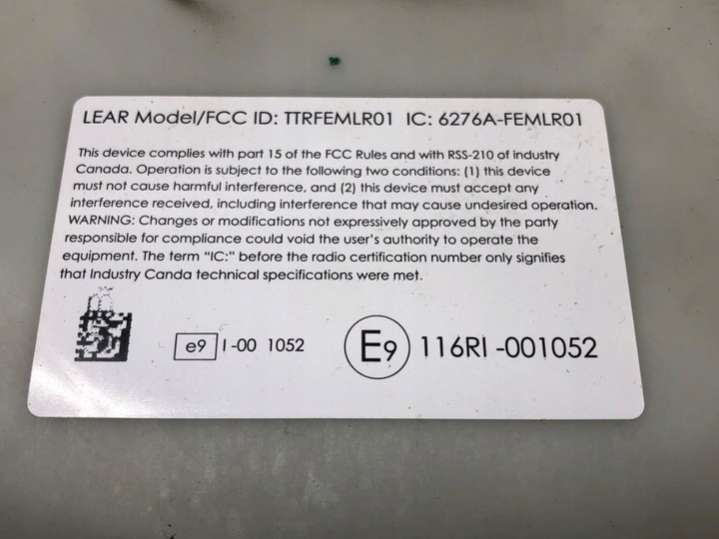 LEAR Model/FCC ID: TTRFEMLR01 IC: 6276A-FEMLR01
This device complies with part 15 of the FCC Rules and with RSS-210 of industry
Canada. Operation is subject to the following two conditions: (1) this device
must not cause harmful interference, and (2) this device must accept any
interference received, including interference that may cause undesired operation.
WARNING: Changes or modifications not expressively approved by the party
responsible for compliance could void the user's authority to operate the
equipment. The term "IC:" before the radio certification number only signifies
that Industry Canda technical specifications were met.
e9 I-00 1052 E9 116RI -001052